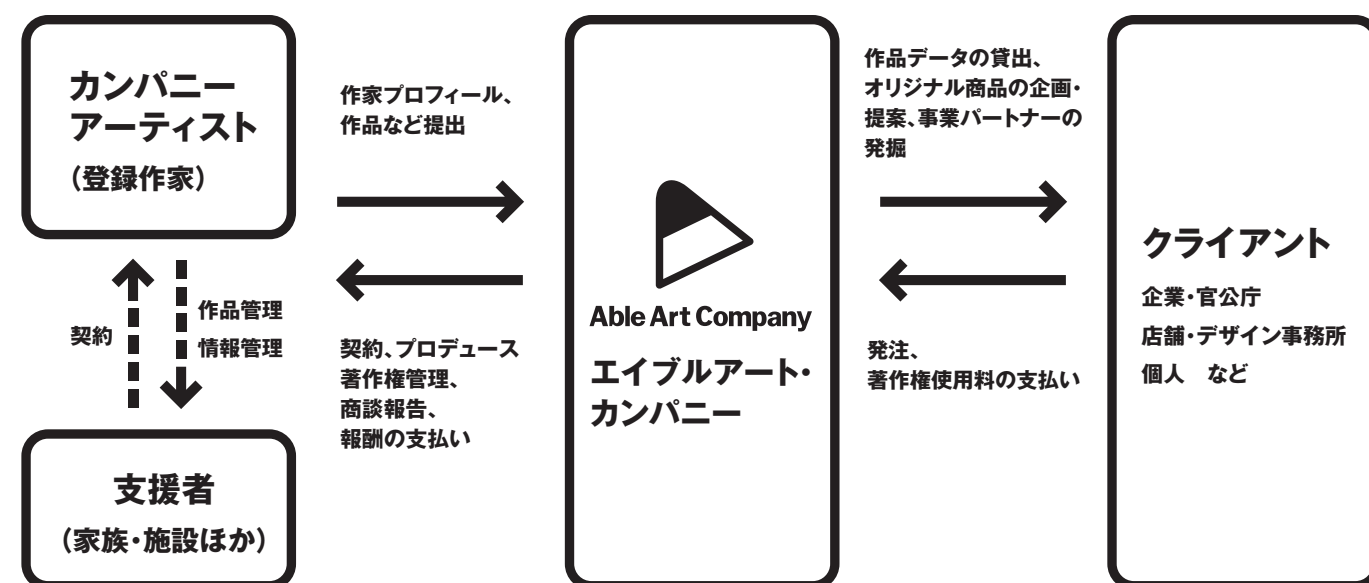 カンパニー
アーティスト
（登録作家）
作家プロフィール、
作品など提出
契約
作品管理
情報管理
契約、プロデュース
著作権管理、
商談報告、
報酬の支払い
支援者
（家族・施設ほか）
Able Art Company
エイブルアート・
カンパニー
作品データの貸出、
オリジナル商品の企画・
提案、事業パートナーの
発掘
発注、
著作権使用料の支払い
クライアント
企業・官公庁
店舗・デザイン事務所
個人　など